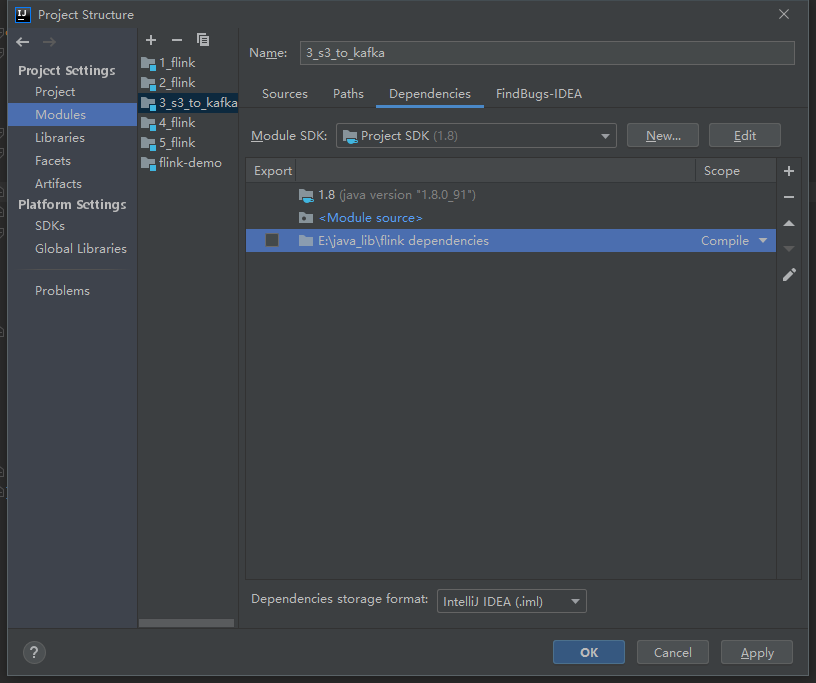 Project Structure
Project Settings
Project
Modules
Libraries
Facets
Artifacts
Platform Settings
SDKs
Global Libraries
Problems
1_flink
2_flink
3_s3_to_kafka
4_flink
5_flink
flink-demo
Name: 3_s3_to_kafka
Sources Paths Dependencies FindBugs-IDEA
Module SDK: Project SDK (1.8) New... Edit
Export Scope
1.8 (java version "1.8.0_91")
<Module source>
E:\java_lib\flink dependencies Compile
Dependencies storage format: IntelliJ IDEA (.iml)
? OK Cancel Apply